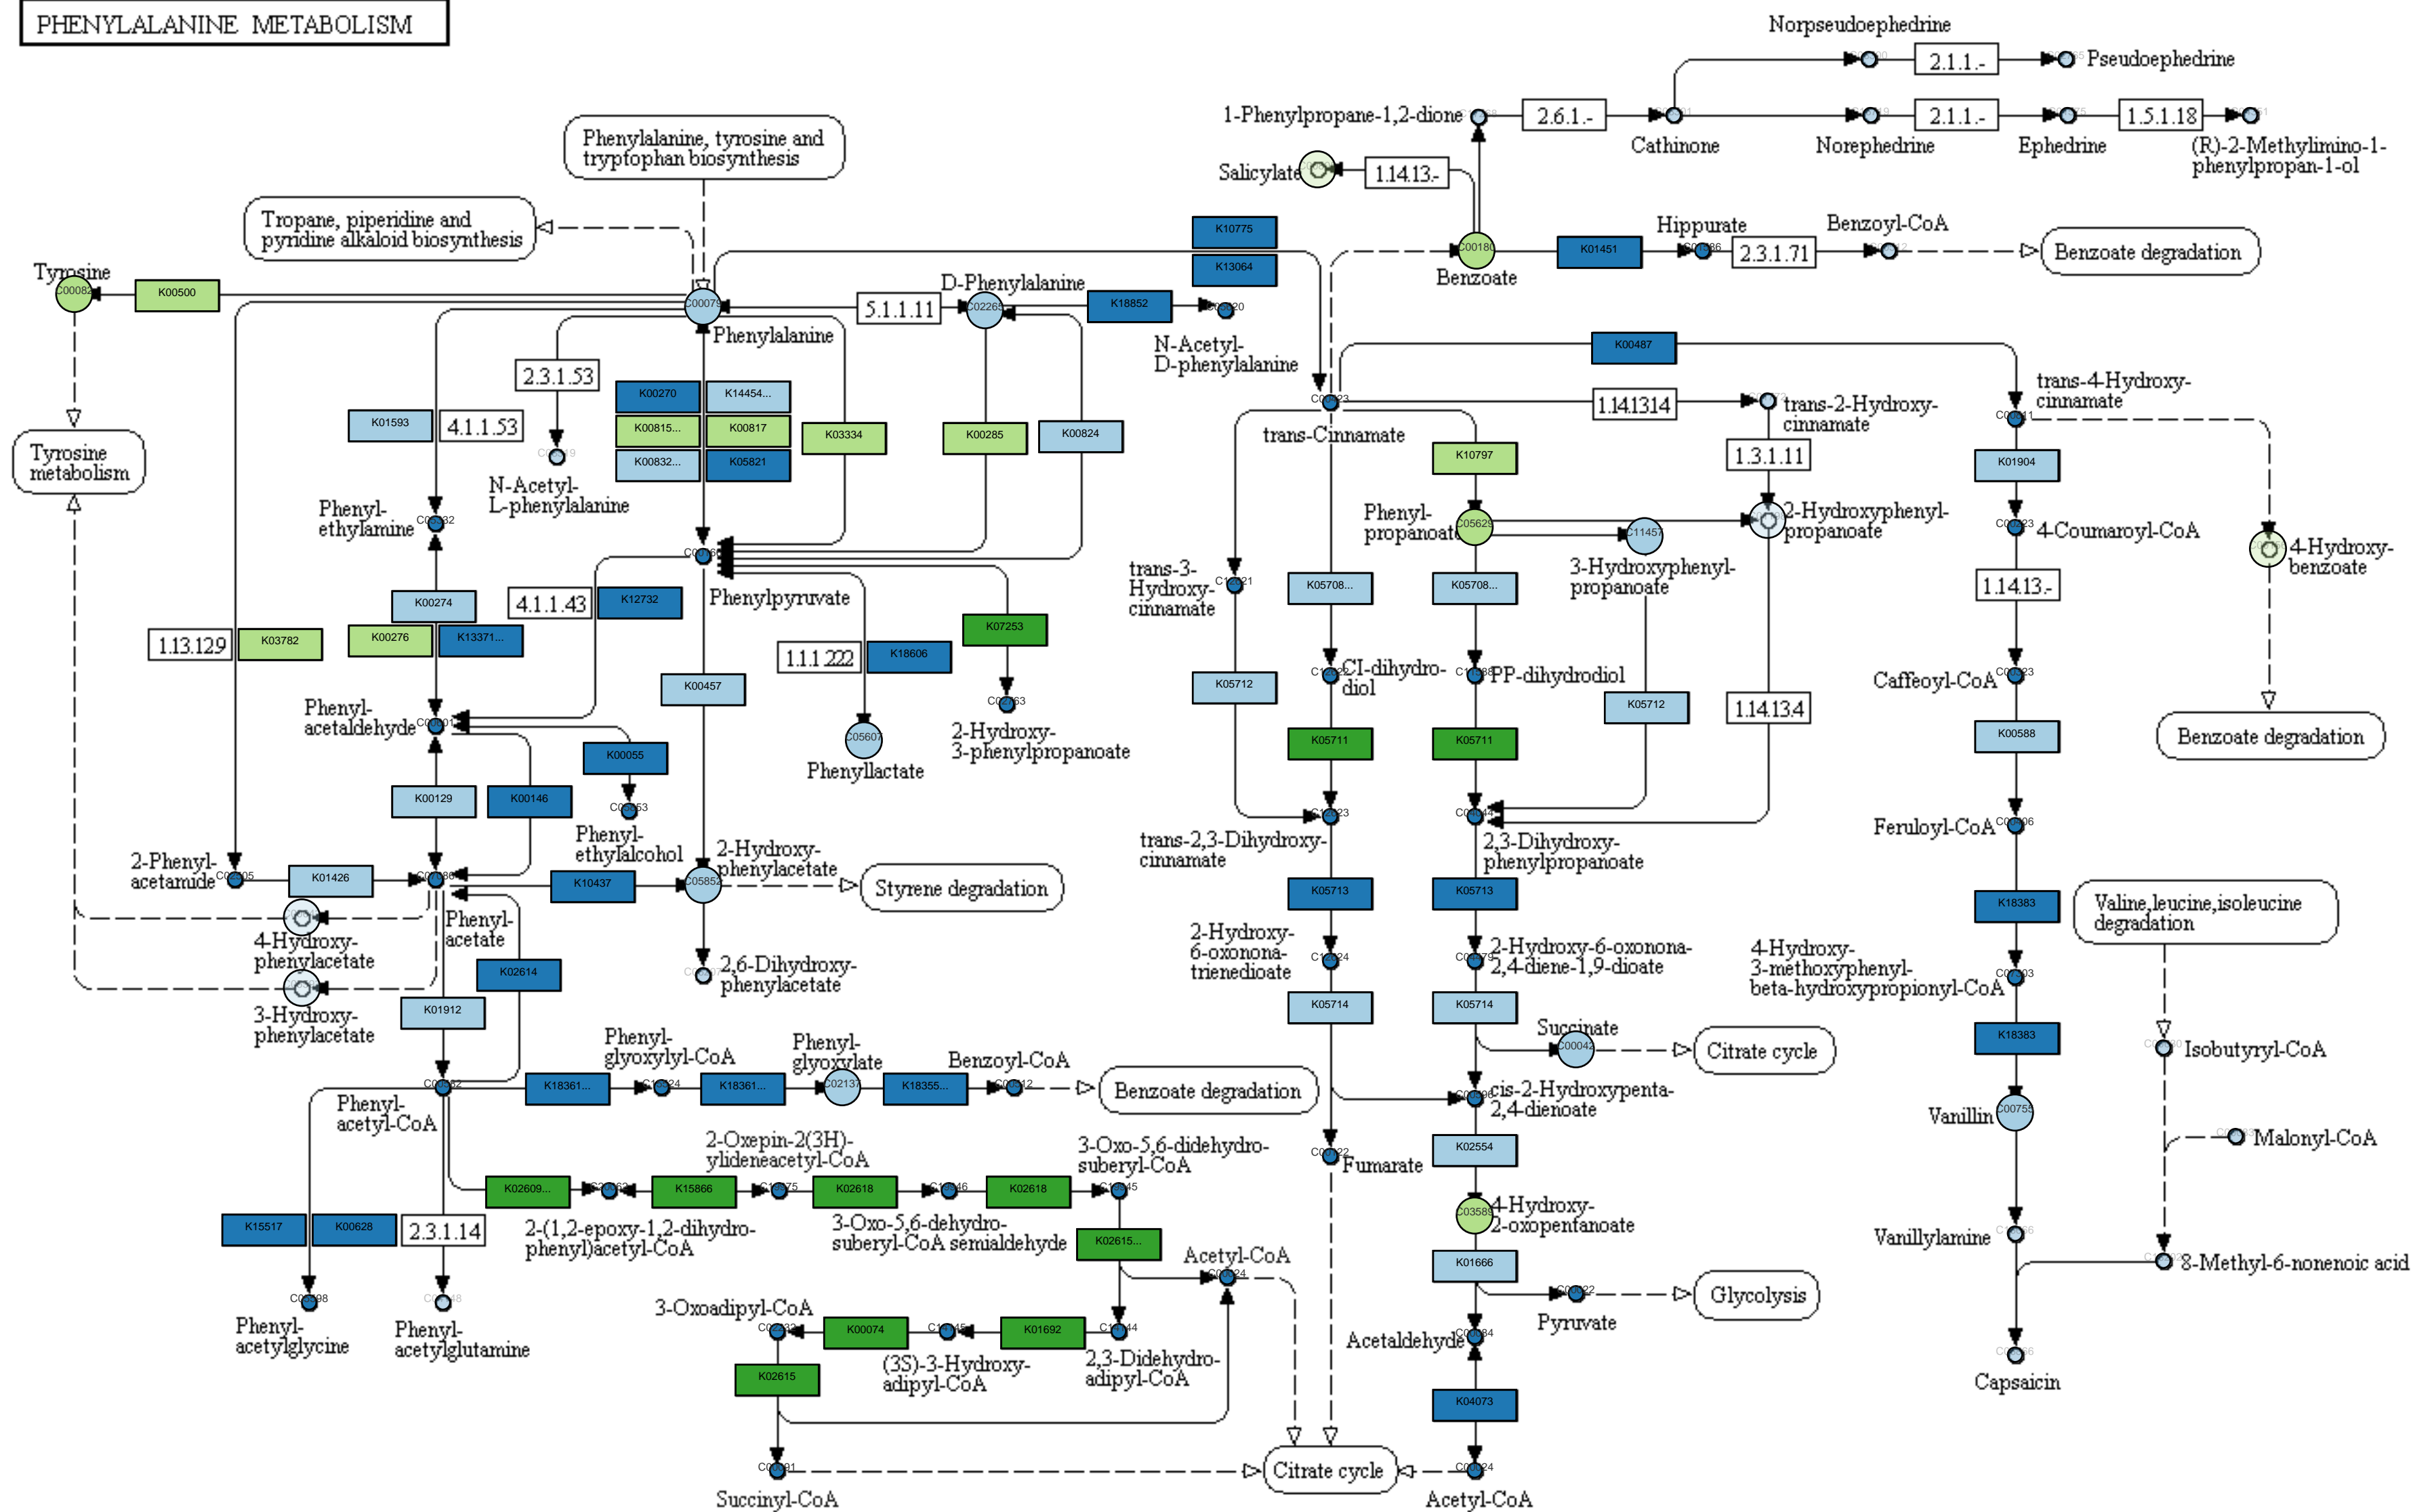 PHENYLALANINE METABOLISM
Norpseudoephedrine
2.1.1.-
Pseudoephedrine
1-Phenylpropane-1,2-dione
2.6.1.-
Cathinone
2.1.1.-
Norephedrine
Ephedrine
1.5.1.18
(R)-2-Methylimino-1-
phenylpropan-1-ol
Phenylalanine, tyrosine and
tryptophan biosynthesis
Salicylate
1.14.13.-
Tropane, piperidine and
pyridine alkaloid biosynthesis
K10775
K13064
C00180
Benzoate
K01451
Hippurate
2.3.1.71
Benzoyl-CoA
Benzoate degradation
Tyrosine
C00082
K00500
C00079
Phenylalanine
5.1.1.11
D-Phenylalanine
C02265
K18852
N-Acetyl-
D-phenylalanine
K00487
2.3.1.53
K00270
K14454...
K00815...
K00817
K00832...
K05821
K03334
K00285
K00824
K01593
4.1.1.53
trans-Cinnamate
1.14.13.14
trans-2-Hydroxy-
cinnamate
trans-4-Hydroxy-
cinnamate
Tyrosine
metabolism
N-Acetyl-
L-phenylalanine
K10797
1.3.1.11
K01904
Phenyl-
ethylamine
Phenyl-
propanoate
C05629
C11457
3-Hydroxyphenyl-
propanoate
2-Hydroxyphenyl-
propanoate
4-Coumaroyl-CoA
4-Hydroxy-
benzoate
Phenylpyruvate
trans-3-
Hydroxy-
cinnamate
K05708...
K05708...
1.14.13.-
K00274
4.1.1.43
K12732
K07253
1.13.12.9
K03782
K00276
K13371...
1.1.1.222
K18606
K00457
K05712
CI-dihydro-
diol
PP-dihydrodiol
K05712
1.14.13.4
Caffeoyl-CoA
Phenyl-
acetaldehyde
K00055
C05607
Phenyllactate
2-Hydroxy-
3-phenylpropanoate
K05711
K05711
K00588
Benzoate degradation
K00129
K00146
Phenyl-
ethylalcohol
2-Hydroxy-
phenylacetate
trans-2,3-Dihydroxy-
cinnamate
2,3-Dihydroxy-
phenylpropanoate
Feruloyl-CoA
2-Phenyl-
acetamide
K01426
K10437
C05852
Styrene degradation
K05713
K05713
K18383
Valine,leucine,isoleucine
degradation
4-Hydroxy-
phenylacetate
Phenyl-
acetate
K02614
2,6-Dihydroxy-
phenylacetate
2-Hydroxy-
6-oxonona-
trienedioate
2-Hydroxy-6-oxonona-
2,4-diene-1,9-dioate
4-Hydroxy-
3-methoxyphenyl-
beta-hydroxypropionyl-CoA
3-Hydroxy-
phenylacetate
K01912
K05714
K05714
Succinate
C00042
Citrate cycle
K18383
Isobutyryl-CoA
Phenyl-
acetyl-CoA
K18361...
Phenyl-
glyoxylyl-CoA
K18361...
Phenyl-
glyoxylate
C02137
K18355...
Benzoyl-CoA
Benzoate degradation
cis-2-Hydroxypenta-
2,4-dienoate
Vanillin
C00755
Malonyl-CoA
2-Oxepin-2(3H)-
ylideneacetyl-CoA
3-Oxo-5,6-didehydro-
suberyl-CoA
Fumarate
K02554
K02609...
K15866
K02618
K02618
K15517
K00628
2.3.1.14
2-(1,2-epoxy-1,2-dihydro-
phenyl)acetyl-CoA
3-Oxo-5,6-dehydro-
suberyl-CoA semialdehyde
K02615...
Acetyl-CoA
C03589
4-Hydroxy-
2-oxopentanoate
K01666
Vanillylamine
8-Methyl-6-nonenoic acid
Pyruvate
Glycolysis
Phenyl-
acetylglycine
Phenyl-
acetylglutamine
3-Oxoadipyl-CoA
K00074
K01692
(3S)-3-Hydroxy-
adipyl-CoA
2,3-Didehydro-
adipyl-CoA
Acetaldehyde
Capsaicin
K02615
K04073
Succinyl-CoA
Citrate cycle
Acetyl-CoA